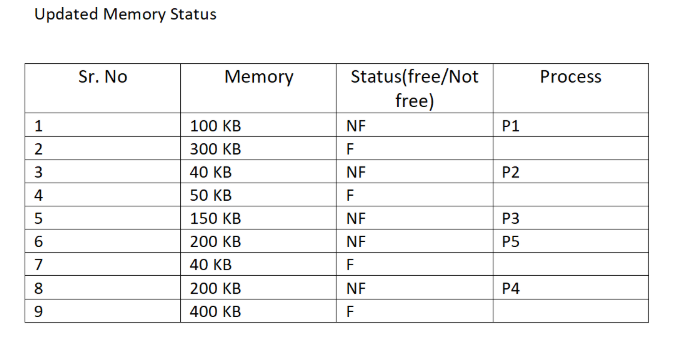 Updated Memory Status
Sr. No Memory Status(free/Not free) Process
1 100 KB NF P1
2 300 KB F
3 40 KB NF P2
4 50 KB F
5 150 KB NF P3
6 200 KB NF P5
7 40 KB F
8 200 KB NF P4
9 400 KB F